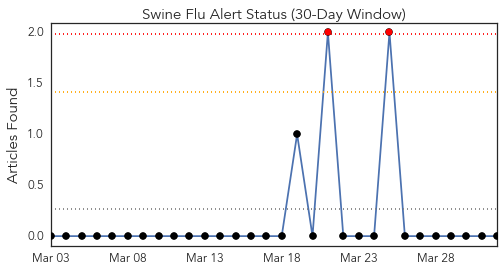 Swine Flu Alert Status (30-Day Window)
Articles Found
2.0
1.5
1.0
0.5
0.0
Mar 03 Mar 08 Mar 13 Mar 18 Mar 23 Mar 28